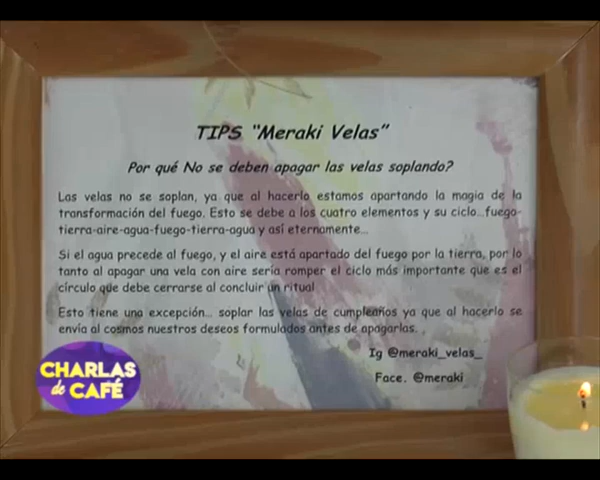 TIPS “Meraki Velas”
Por qué No se deben apagar las velas soplando?
Las velas no se soplan, ya que al hacerlo estamos apartando la magia de la
transformación del fuego. Esto se debe a los cuatro elementos y su ciclo...fuego-
tierra-aire-agua-fuego-tierra-agua y así eternamente...
Si el agua precede al fuego, y el aire está apartado del fuego por la tierra, por lo
tanto al apagar una vela con aire sería romper el ciclo más importante que es el
círculo que debe cerrarse al concluir un ritual
Esto tiene una excepción... soplar las velas de cumpleaños ya que al hacerlo se
envía al cosmos nuestros deseos formulados antes de apagarlas.
Ig @meraki_velas_
Face. @meraki
CHARLAS
de CAFÉ